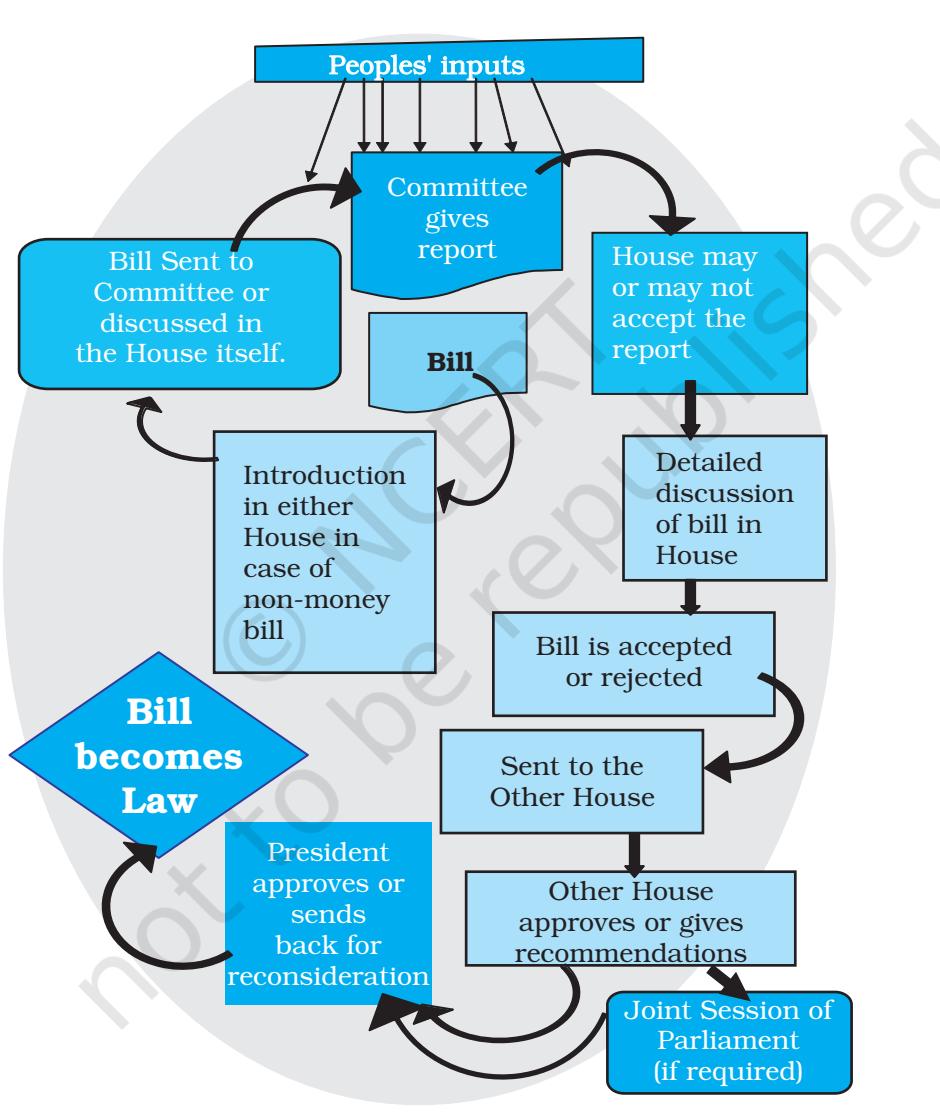 Peoples' inputs
Committee
gives
report
Bill Sent to
Committee or
discussed in
the House itself.
House may
or may not
accept the
report
Bill
Introduction
in either
House in
case of
non-money
bill
Detailed
discussion
of bill in
House
Bill is accepted
or rejected
Sent to the
Other House
Other House
approves or gives
recommendations
Joint Session of
Parliament
(if required)
President
approves or
sends
back for
reconsideration
Bill
becomes
Law
© NCERT
not to be republished